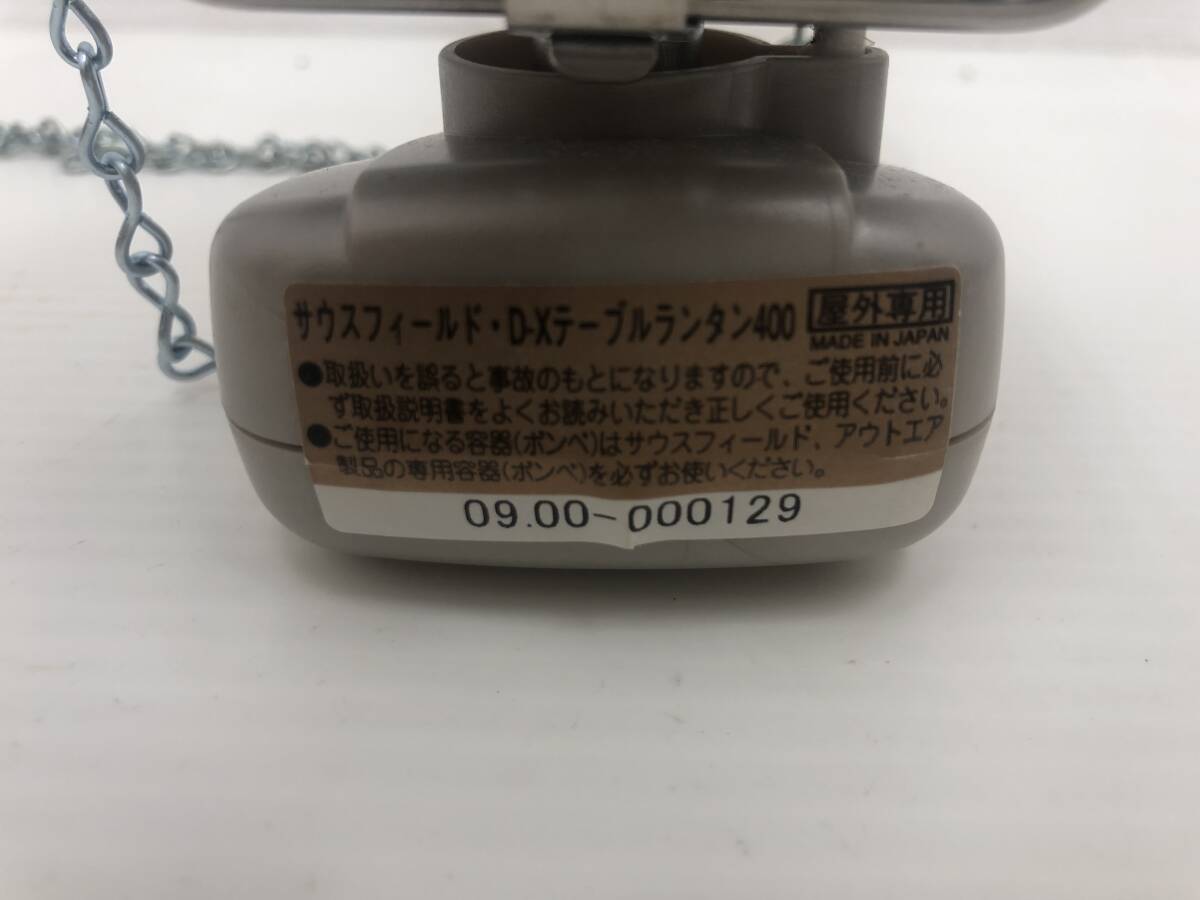 サウスフィールド・D-Xテーブルランタン400
屋外専用
MADE IN JAPAN
●取扱いを誤ると事故のもとになりますので、ご使用前に必
ず取扱説明書をよくお読みいただき正しくご使用ください。
●ご使用になる容器(ボンベ)はサウスフィールド、アウトエア
製品の専用容器(ボンベ)を必ずお使いください。
09.00-000129